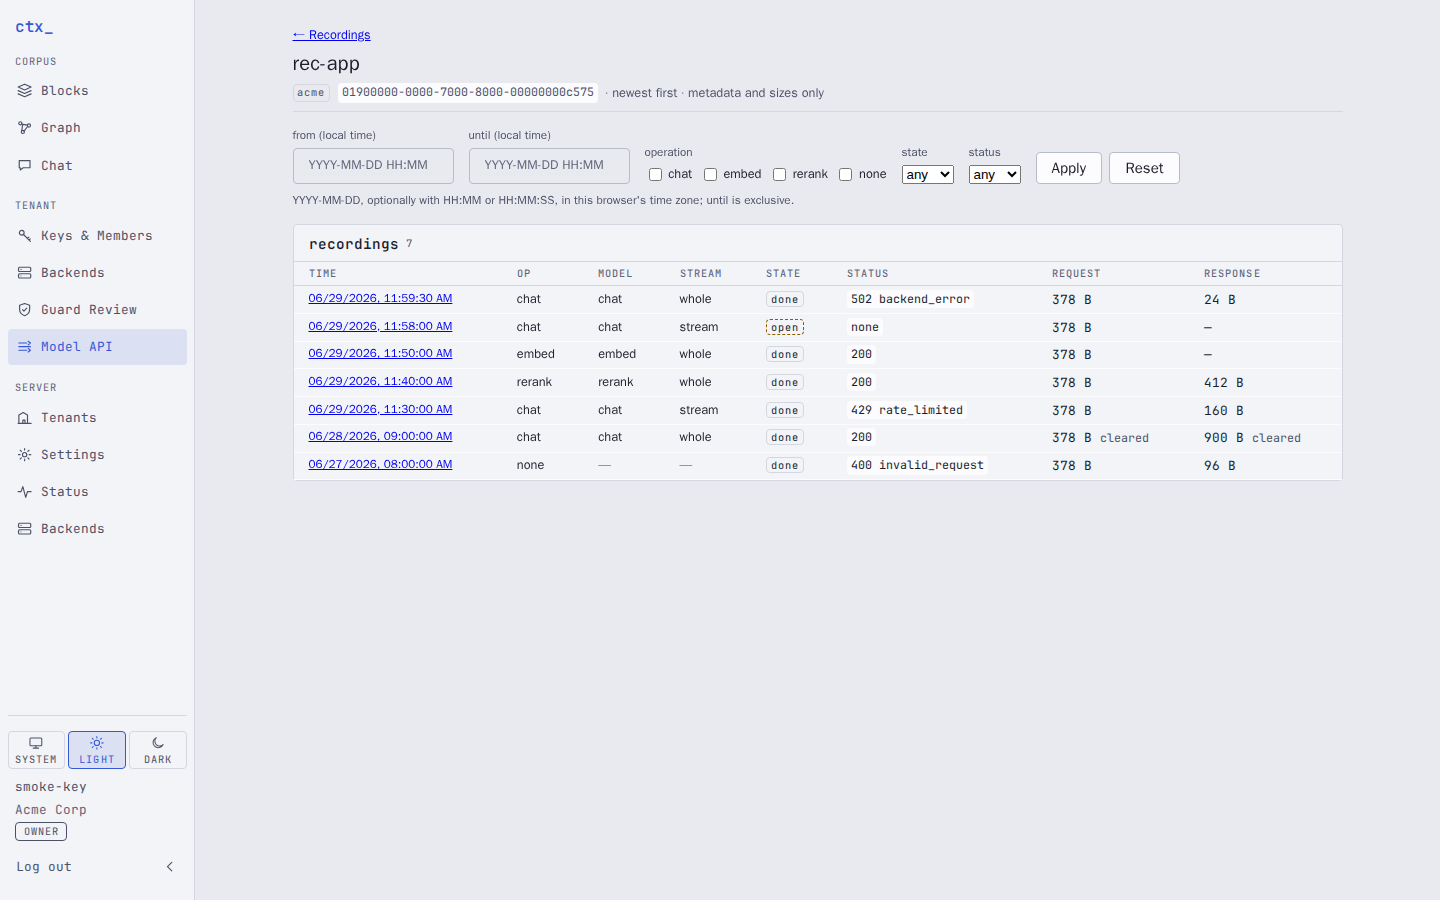 ctx_
CORPUS
Blocks
Graph
Chat
TENANT
Keys & Members
Backends
Guard Review
Model API
SERVER
Tenants
Settings
Status
Backends
SYSTEM LIGHT DARK
smoke-key
Acme Corp
OWNER
Log out
← Recordings
rec-app
acme 01900000-0000-7000-8000-00000000c575 · newest first · metadata and sizes only
from (local time) until (local time) operation state status
YYYY-MM-DD HH:MM YYYY-MM-DD HH:MM chat embed rerank none any any Apply Reset
YYYY-MM-DD, optionally with HH:MM or HH:MM:SS, in this browser's time zone; until is exclusive.
recordings 7
TIME OP MODEL STREAM STATE STATUS REQUEST RESPONSE
06/29/2026, 11:59:30 AM chat chat whole done 502 backend_error 378 B 24 B
06/29/2026, 11:58:00 AM chat chat stream open none 378 B —
06/29/2026, 11:50:00 AM embed embed whole done 200 378 B —
06/29/2026, 11:40:00 AM rerank rerank whole done 200 378 B 412 B
06/29/2026, 11:30:00 AM chat chat stream done 429 rate_limited 378 B 160 B
06/28/2026, 09:00:00 AM chat chat whole done 200 378 B cleared 900 B cleared
06/27/2026, 08:00:00 AM none — — done 400 invalid_request 378 B 96 B